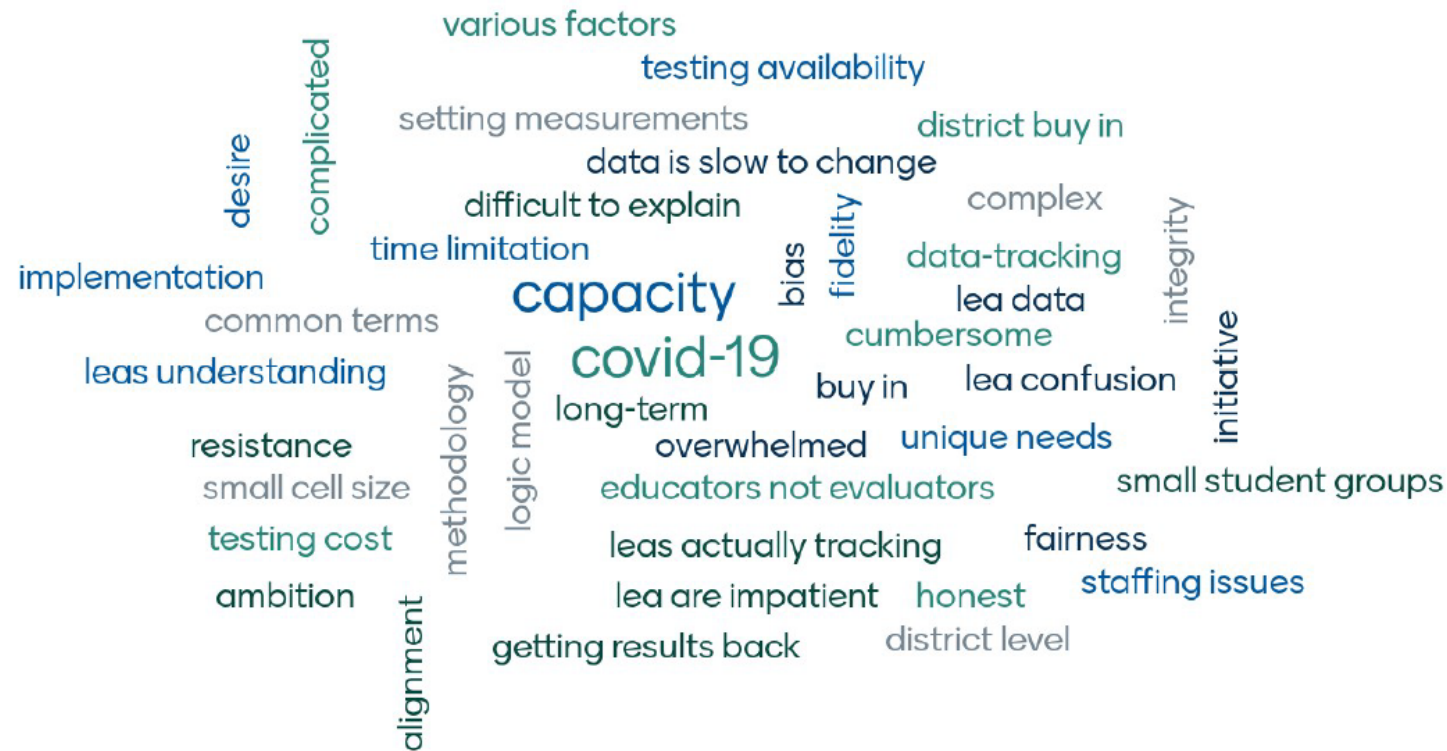 various factors
testing availability
complicated
setting measurements
district buy in
desire
data is slow to change
difficult to explain
complex
fidelity
integrity
time limitation
bias
data-tracking
implementation
capacity
lea data
common terms
cumbersome
covid-19
leas understanding
initiative
methodology
logic model
buy in
lea confusion
long-term
resistance
overwhelmed
unique needs
small cell size
educators not evaluators
small student groups
testing cost
leas actually tracking
fairness
ambition
lea are impatient
honest
staffing issues
alignment
getting results back
district level